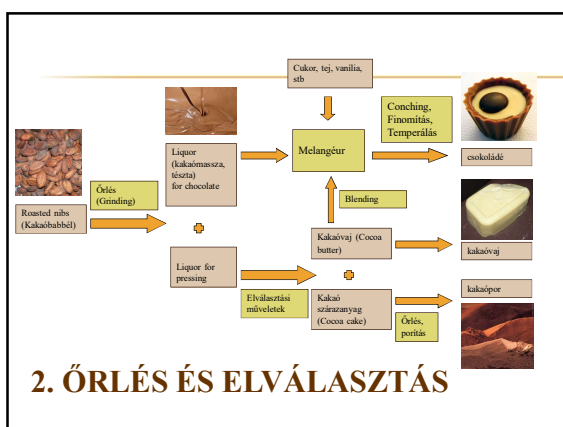 Cukor, tej, vanília,
stb
Conching,
Finomítás,
Temperálás
Liquor
(kakaómassza,
tészta)
for chocolate
Melangéur
csokoládé
Őrlés
(Grinding)
Roasted nibs
(Kakaóbabbél)
Blending
Liquor for
pressing
Kakaóvaj (Cocoa
butter)
kakaóvaj
Elválasztási
műveletek
Kakaó
szárazanyag
(Cocoa cake)
Őrlés,
porítás
kakaópor
2. ŐRLÉS ÉS ELVÁLASZTÁS